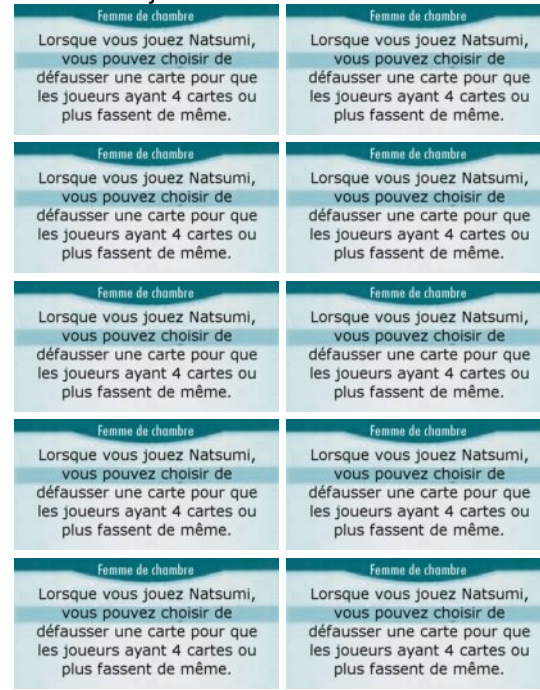 Femme de chambre
Lorsque vous jouez Natsumi,
vous pouvez choisir de
défausser une carte pour que
les joueurs ayant 4 cartes ou
plus fassent de même.
Femme de chambre
Lorsque vous jouez Natsumi,
vous pouvez choisir de
défausser une carte pour que
les joueurs ayant 4 cartes ou
plus fassent de même.
Femme de chambre
Lorsque vous jouez Natsumi,
vous pouvez choisir de
défausser une carte pour que
les joueurs ayant 4 cartes ou
plus fassent de même.
Femme de chambre
Lorsque vous jouez Natsumi,
vous pouvez choisir de
défausser une carte pour que
les joueurs ayant 4 cartes ou
plus fassent de même.
Femme de chambre
Lorsque vous jouez Natsumi,
vous pouvez choisir de
défausser une carte pour que
les joueurs ayant 4 cartes ou
plus fassent de même.
Femme de chambre
Lorsque vous jouez Natsumi,
vous pouvez choisir de
défausser une carte pour que
les joueurs ayant 4 cartes ou
plus fassent de même.
Femme de chambre
Lorsque vous jouez Natsumi,
vous pouvez choisir de
défausser une carte pour que
les joueurs ayant 4 cartes ou
plus fassent de même.
Femme de chambre
Lorsque vous jouez Natsumi,
vous pouvez choisir de
défausser une carte pour que
les joueurs ayant 4 cartes ou
plus fassent de même.
Femme de chambre
Lorsque vous jouez Natsumi,
vous pouvez choisir de
défausser une carte pour que
les joueurs ayant 4 cartes ou
plus fassent de même.
Femme de chambre
Lorsque vous jouez Natsumi,
vous pouvez choisir de
défausser une carte pour que
les joueurs ayant 4 cartes ou
plus fassent de même.